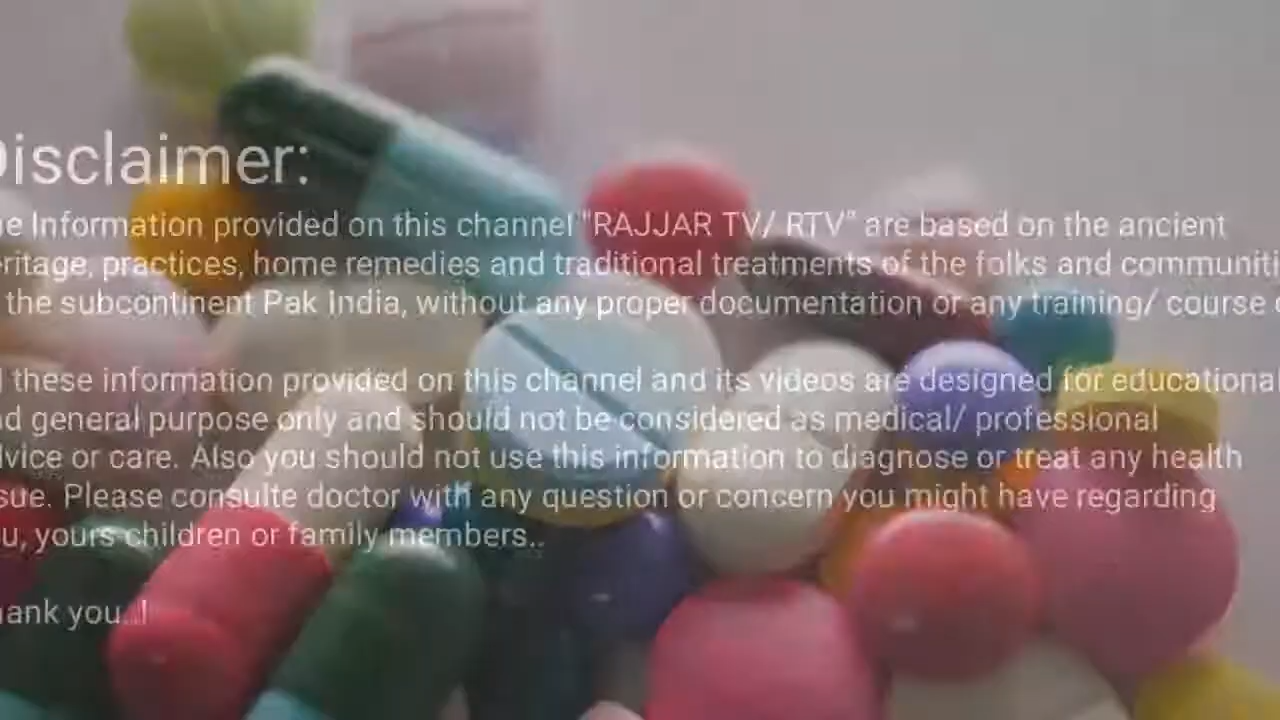 Disclaimer:
he Information provided on this channel "RAJJAR TV/ RTV" are based on the ancient
ritage, practices, home remedies and traditional treatments of the folks and communiti
the subcontinent Pak India, without any proper documentation or any training/ course
these information provided on this channel and its videos are designed for educational
d general purpose only and should not be considered as medical/ professional
vice or care. Also you should not use this information to diagnose or treat any health
sue. Please consulte doctor with any question or concern you might have regarding
u, yours children or family members..
ank you..!